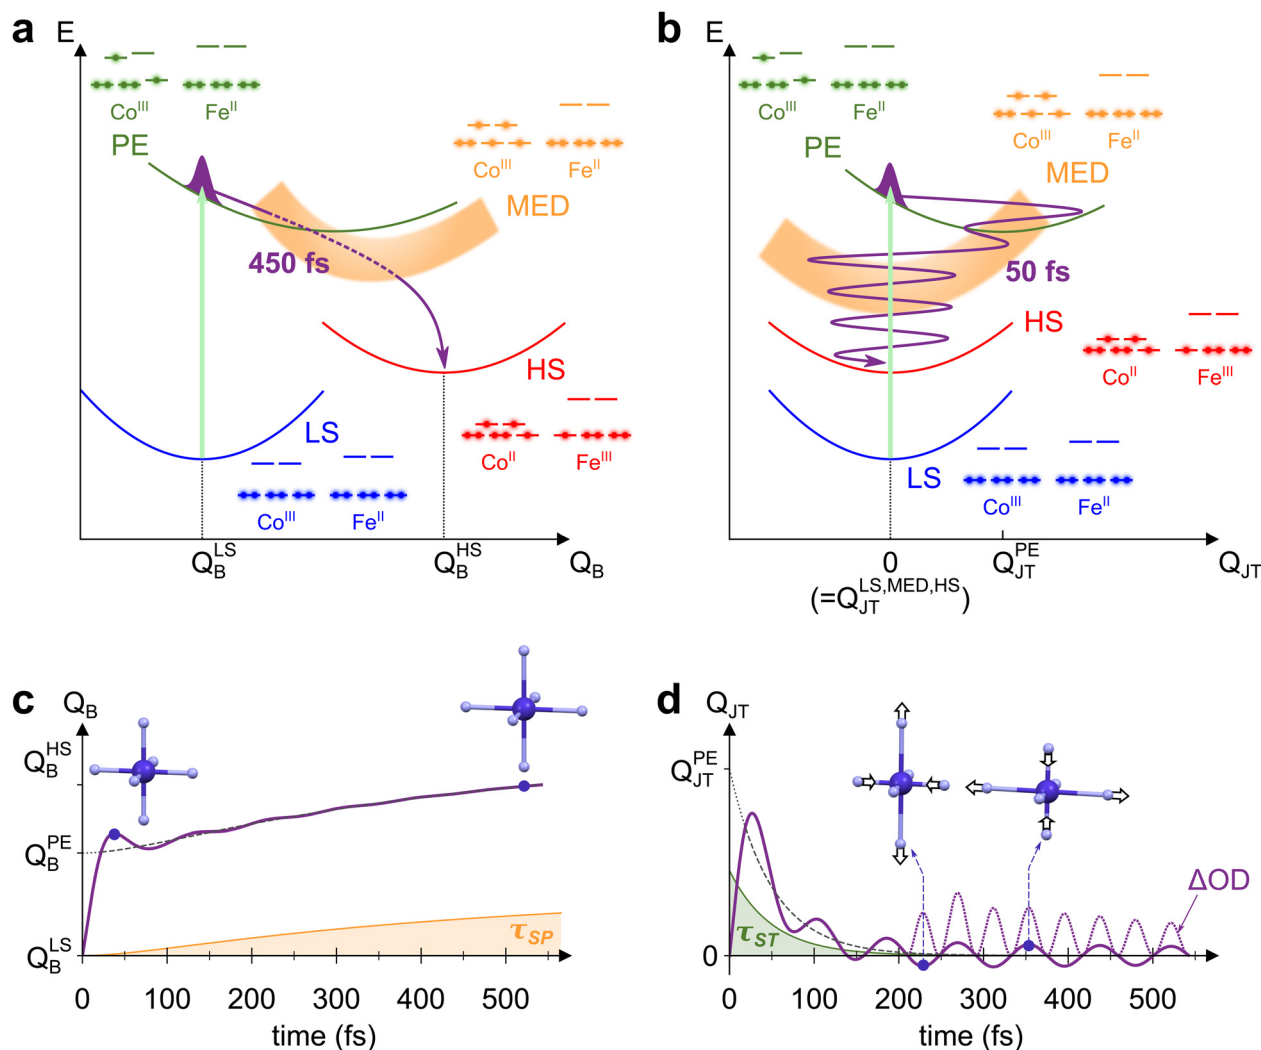 a
E
Co^III Fe^II
PE
Co^III Fe^II
MED
450 fs
HS
LS
Co^II Fe^III
Co^III Fe^II
Q_B^LS
Q_B^HS
Q_B
b
E
Co^III Fe^II
PE
Co^III Fe^II
MED
50 fs
HS
Co^II Fe^III
LS
Co^III Fe^II
0
Q_JT^PE
Q_JT
(=Q_JT^LS,MED,HS)
c
Q_B
Q_B^HS
Q_B^PE
Q_B^LS
τ_SP
0 100 200 300 400 500
time (fs)
d
Q_JT
Q_JT^PE
ΔOD
τ_ST
0
0 100 200 300 400 500
time (fs)